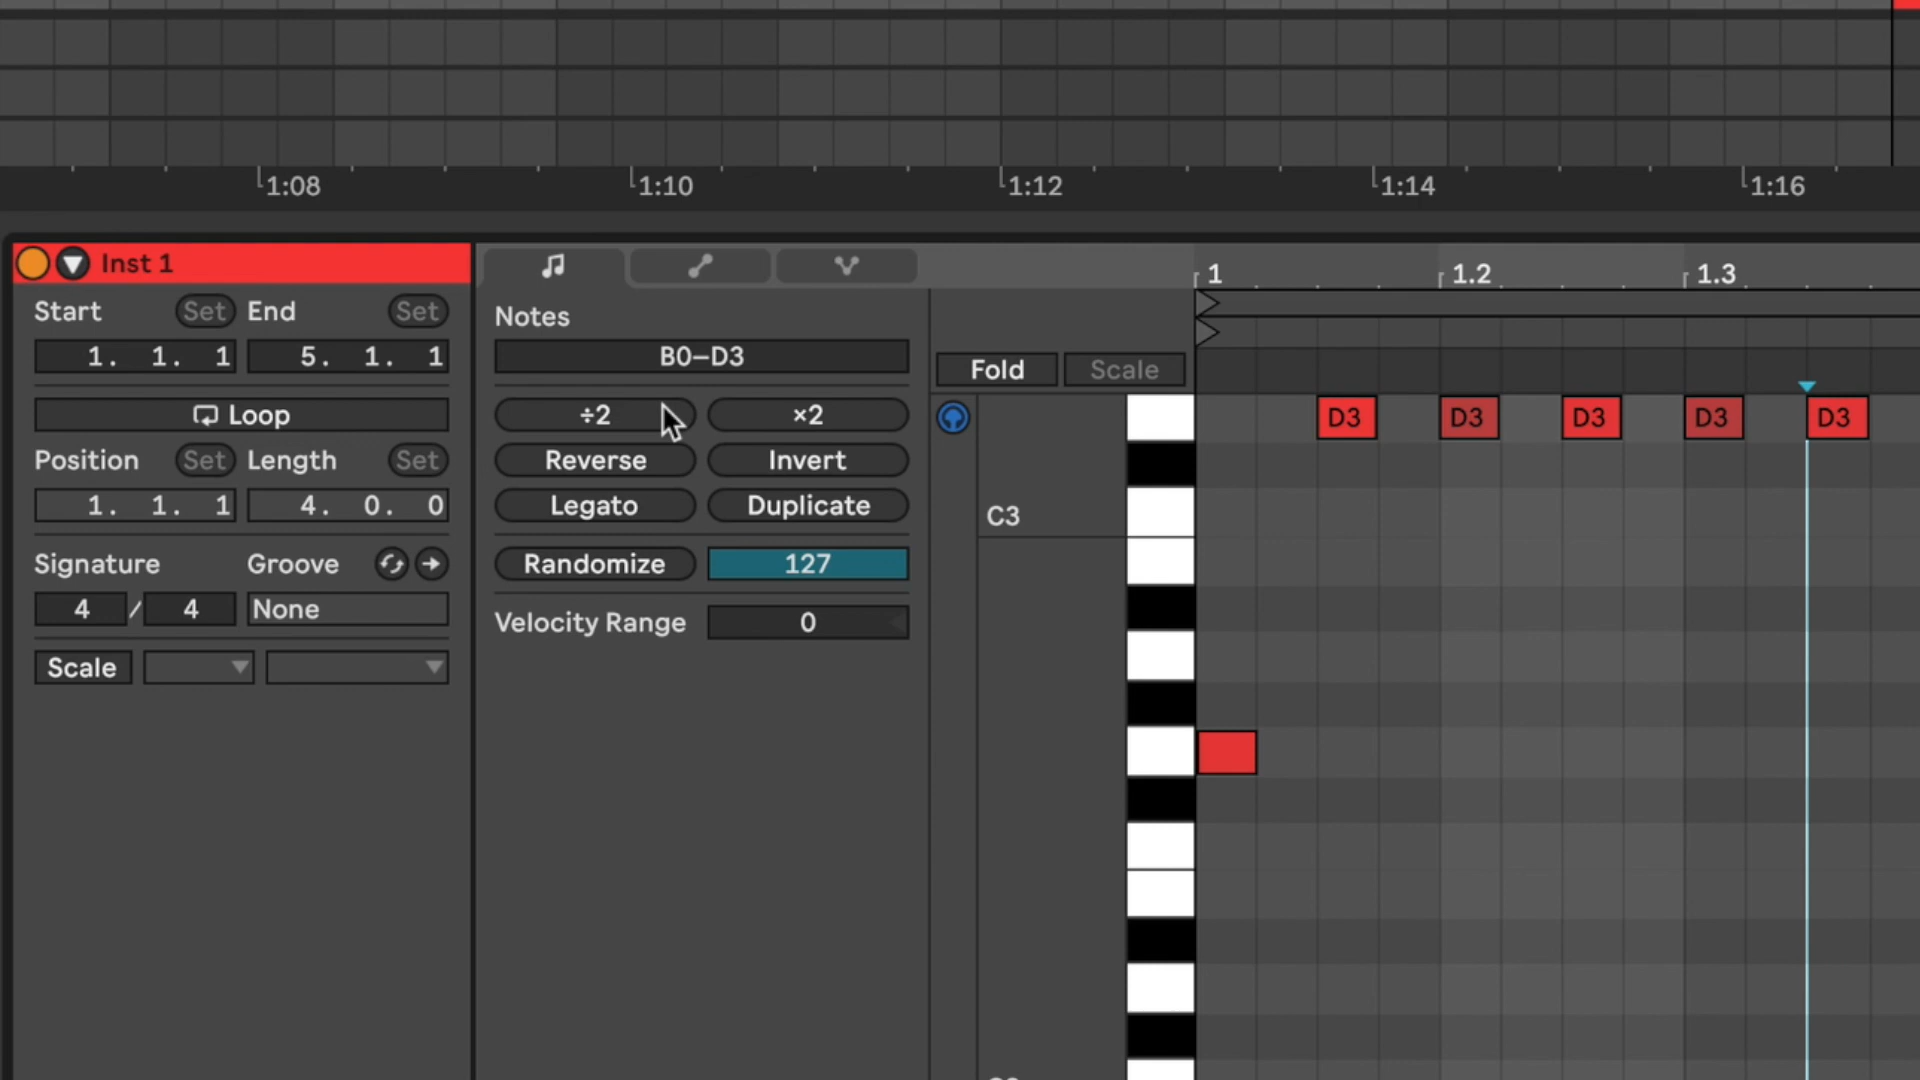 1:08 1:10 1:12 1:14 1:16
Inst 1
Start Set End Set
1. 1. 1 5. 1. 1
Loop
Position Set Length Set
1. 1. 1 4. 0. 0
Signature Groove
4 / 4 None
Scale
Notes
B0–D3
÷2 ×2
Reverse Invert
Legato Duplicate
Randomize 127
Velocity Range 0
1 1.2 1.3
Fold Scale
D3 D3 D3 D3 D3
C3